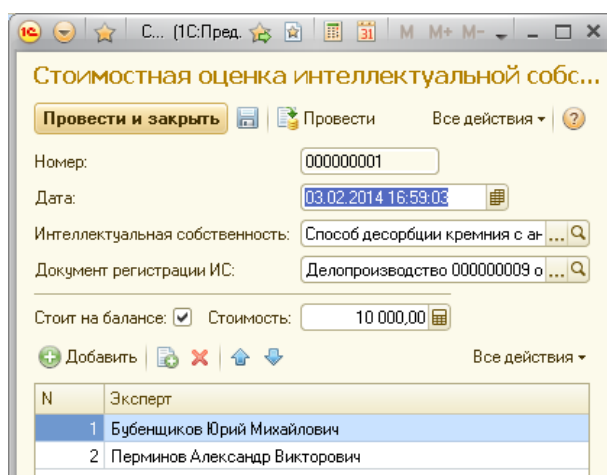 С... (1С:Пред. 31 M M+ M-
Стоимостная оценка интеллектуальной собс...
Провести и закрыть Провести Все действия
Номер: 000000001
Дата: 03.02.2014 16:59:03
Интеллектуальная собственность: Способ десорбции кремния с ан ...
Документ регистрации ИС: Делопроизводство 000000009 о ...
Стоит на балансе: Стоимость: 10 000,00
Добавить Все действия
N Эксперт
1 Бубенщиков Юрий Михайлович
2 Перминов Александр Викторович